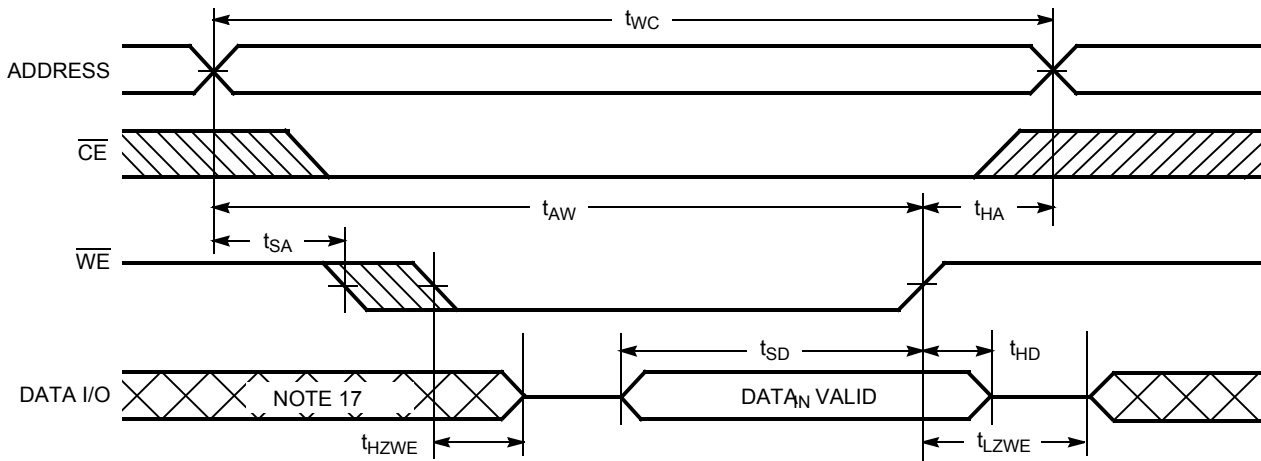 tWC
ADDRESS
CE
tAW
tHA
tSA
WE
tSD
tHD
DATA I/O
NOTE 17
DATAIN VALID
tHZWE
tLZWE